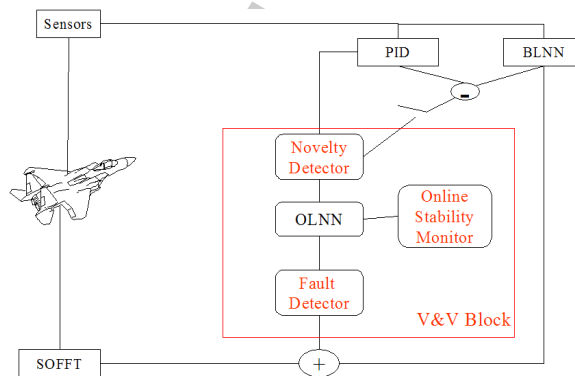 Sensors
PID
BLNN
-
Novelty
Detector
Online
Stability
Monitor
OLNN
Fault
Detector
V&V Block
SOFFT
+